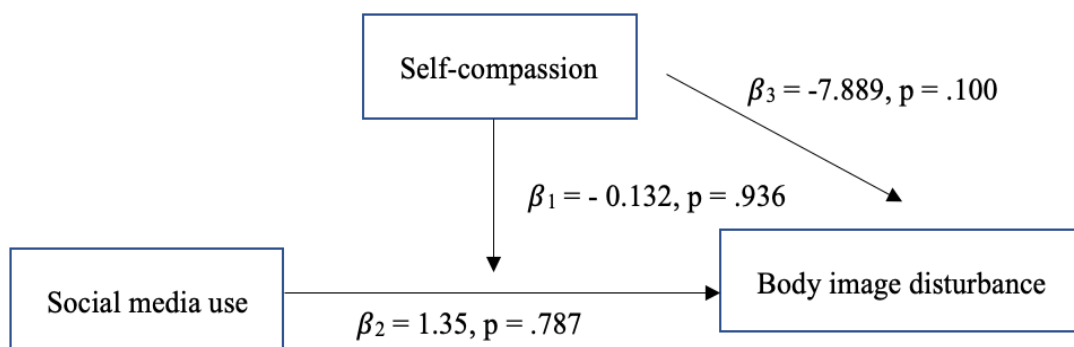 Self-compassion
β3 = -7.889, p = .100
β1 = - 0.132, p = .936
Social media use
Body image disturbance
β2 = 1.35, p = .787